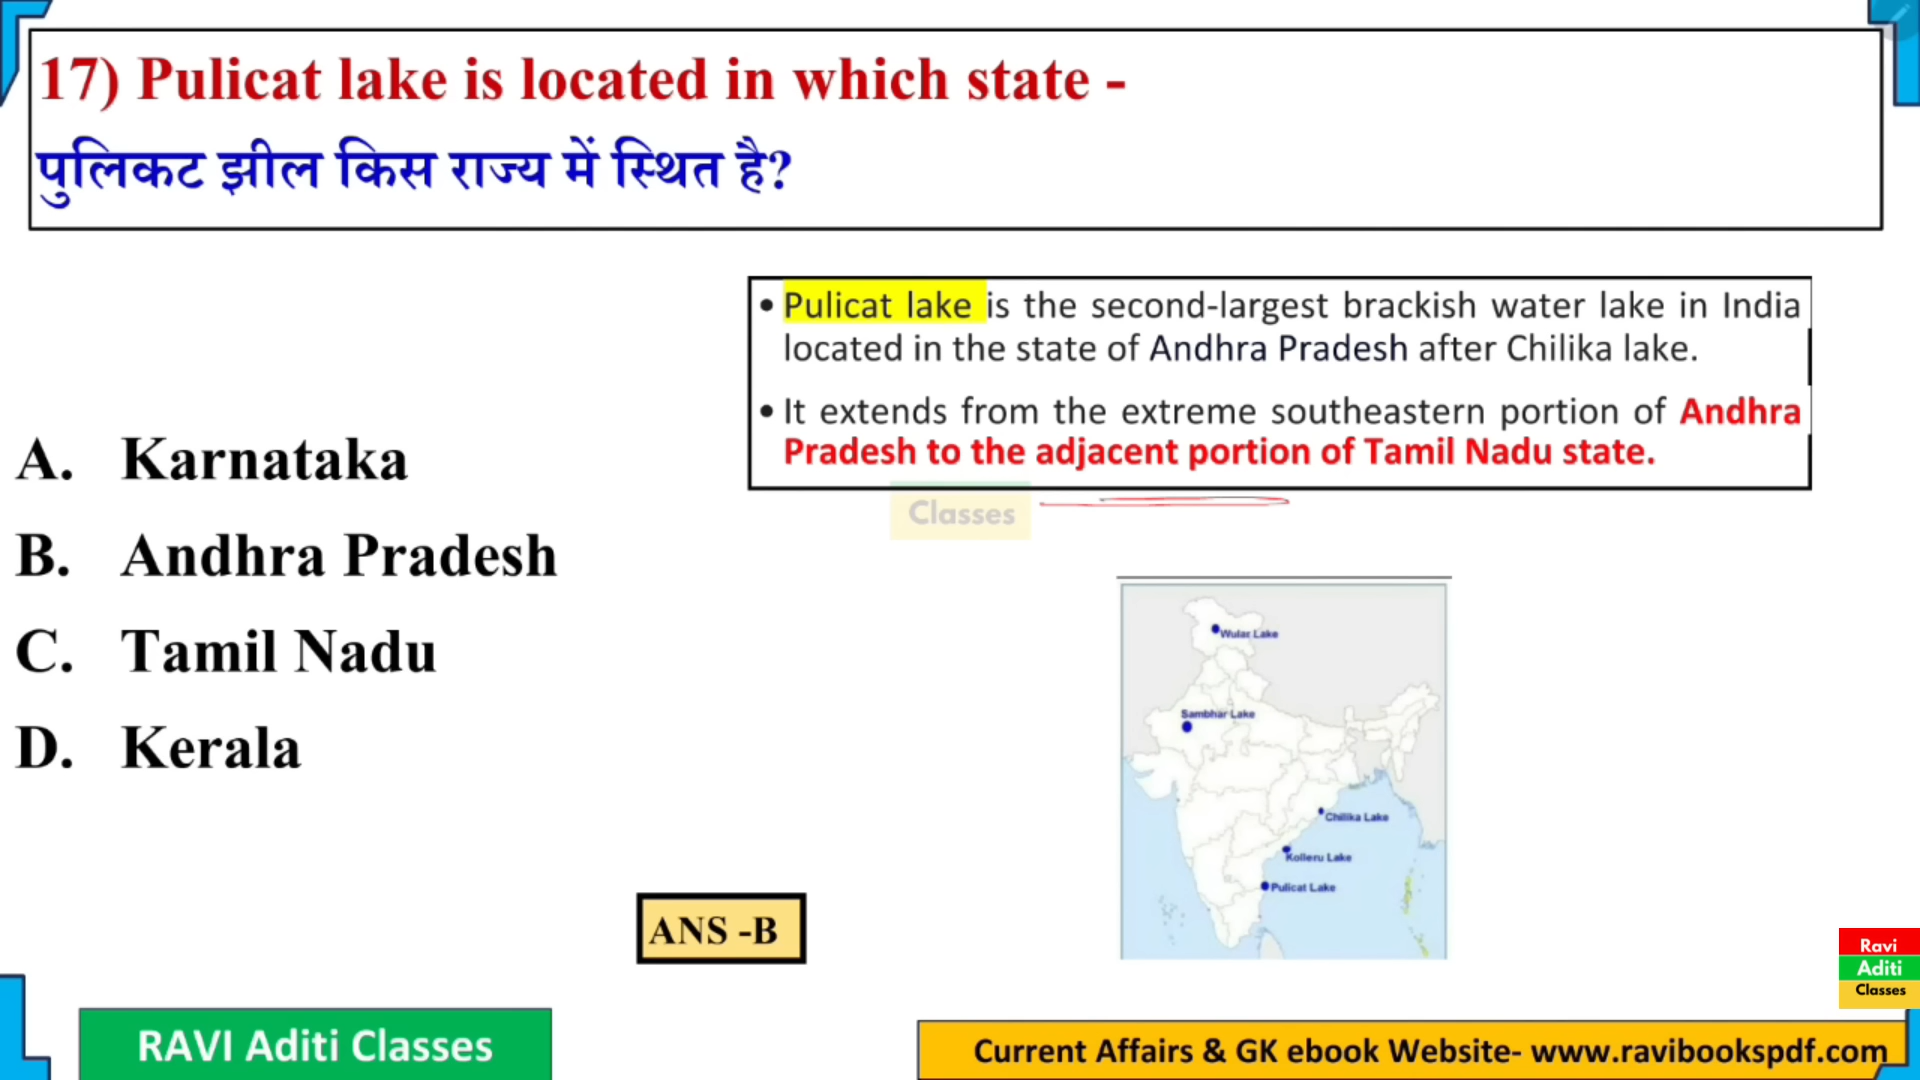 17) Pulicat lake is located in which state -
पुलिकट झील किस राज्य में स्थित है?
• Pulicat lake is the second-largest brackish water lake in India
located in the state of Andhra Pradesh after Chilika lake.
• It extends from the extreme southeastern portion of Andhra
Pradesh to the adjacent portion of Tamil Nadu state.
Classes
A. Karnataka
B. Andhra Pradesh
C. Tamil Nadu
D. Kerala
Wular Lake
Sambhar Lake
Chilika Lake
Kolleru Lake
Pulicat Lake
ANS -B
Ravi
Aditi
Classes
RAVI Aditi Classes
Current Affairs & GK ebook Website- www.ravibookspdf.com